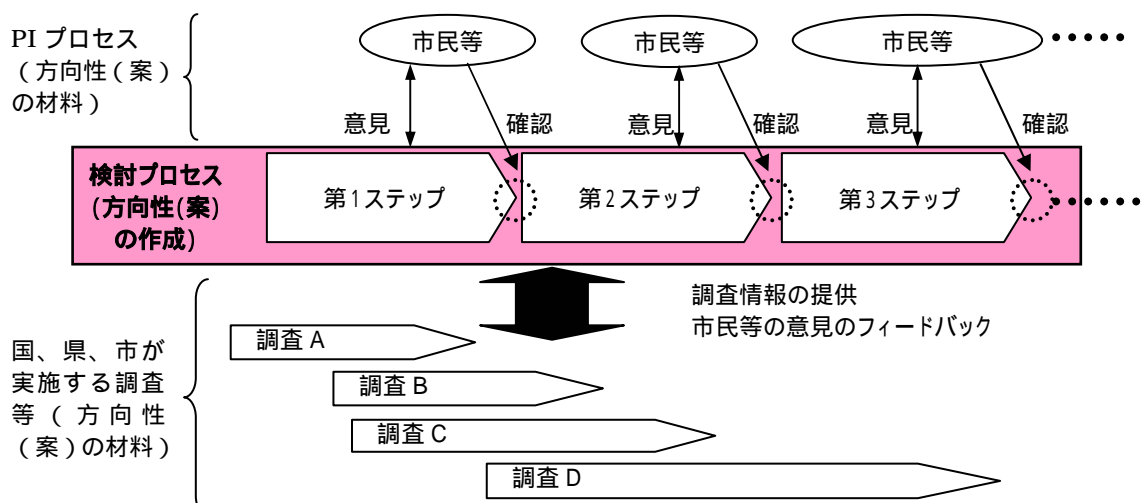 PI プロセス
（方向性（案）
の材料）
市民等
市民等
市民等
•••••
意見
確認
意見
確認
意見
確認
検討プロセス
(方向性(案)
の作成)
第1ステップ
第2ステップ
第3ステップ
••••••
調査情報の提供
市民等の意見のフィードバック
国、県、市が
実施する調査
等（方向性
（案）の材料）
調査 A
調査 B
調査 C
調査 D